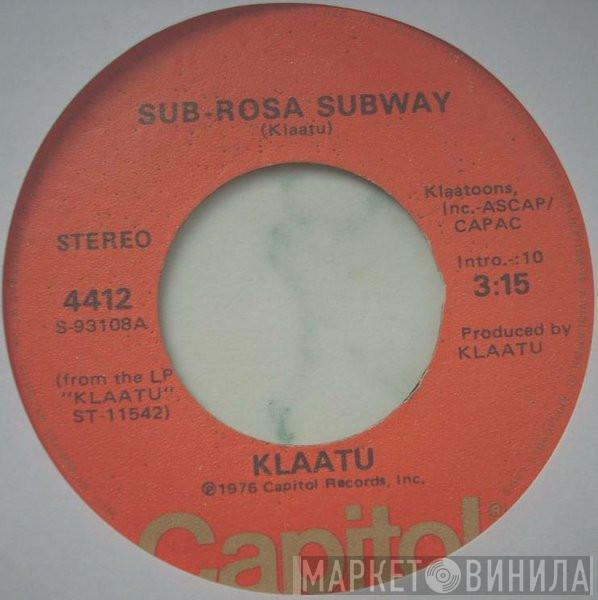 SUB-ROSA SUBWAY
(Klaatu)
Klaatoons,
Inc.-ASCAP/
CAPAC
STEREO
Intro.-:10
4412
3:15
S-93108A
Produced by
KLAATU
(from the LP
"KLAATU",
ST-11542)
KLAATU
℗1976 Capitol Records, Inc.
Capitol®
МАРКЕТ ВИНИЛА